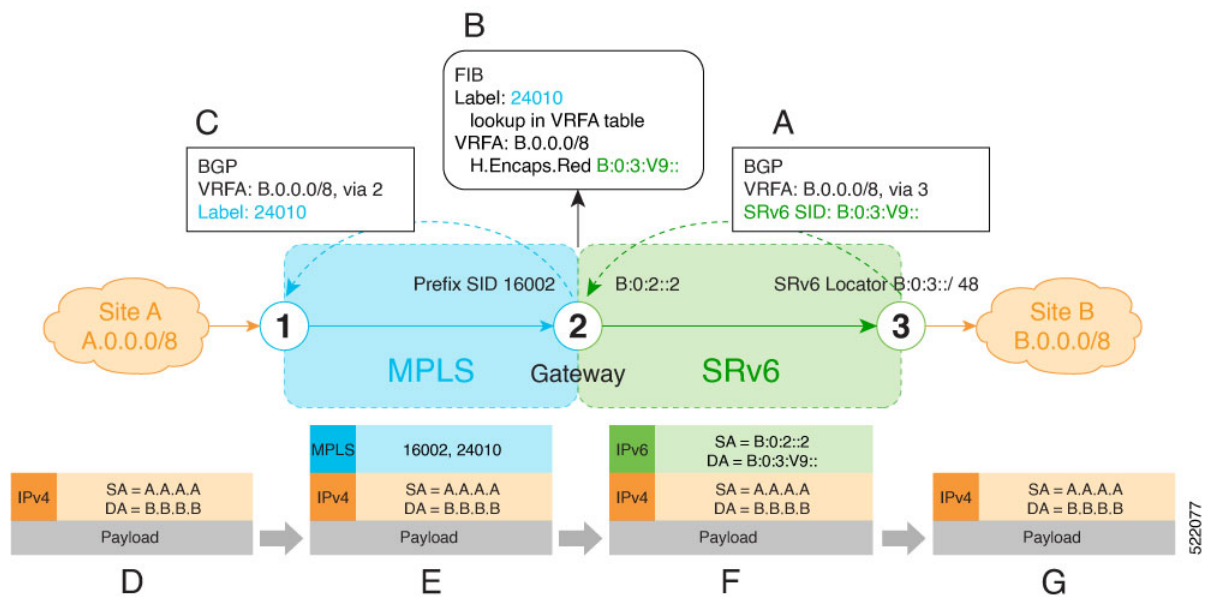 B
FIB
Label: 24010
lookup in VRFA table
VRFA: B.0.0.0/8
H.Encaps.Red B:0:3:V9::
C
BGP
VRFA: B.0.0.0/8, via 2
Label: 24010
A
BGP
VRFA: B.0.0.0/8, via 3
SRv6 SID: B:0:3:V9::
Prefix SID 16002
B:0:2::2
SRv6 Locator B:0:3::/ 48
Site A
A.0.0.0/8
1
2
3
Site B
B.0.0.0/8
MPLS
Gateway
SRv6
IPv4
SA = A.A.A.A
DA = B.B.B.B
Payload
D
MPLS
16002, 24010
IPv4
SA = A.A.A.A
DA = B.B.B.B
Payload
E
IPv6
SA = B:0:2::2
DA = B:0:3:V9::
IPv4
SA = A.A.A.A
DA = B.B.B.B
Payload
F
IPv4
SA = A.A.A.A
DA = B.B.B.B
Payload
G
522077